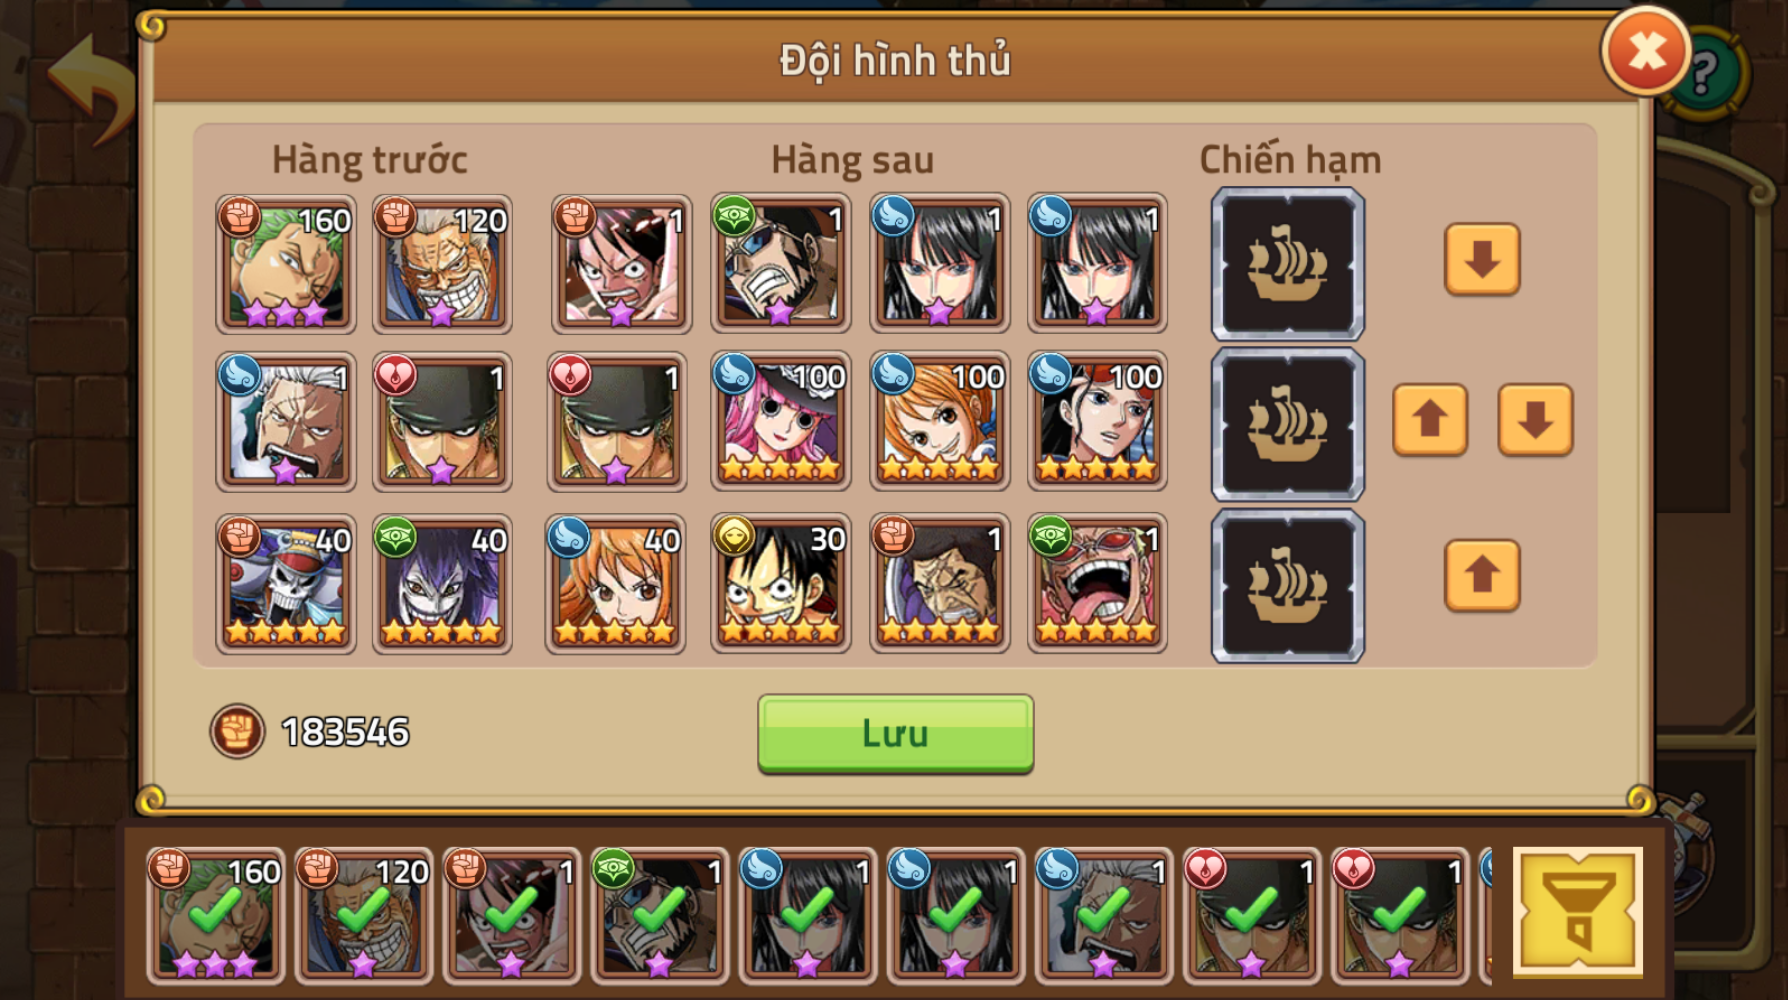 Đội hình thủ
?
Hàng trước Hàng sau Chiến hạm
160 120 1 1 1 1
1 1 1 100 100 100
40 40 40 30 1 1
183546
Lưu
160 120 1 1 1 1 1 1 1